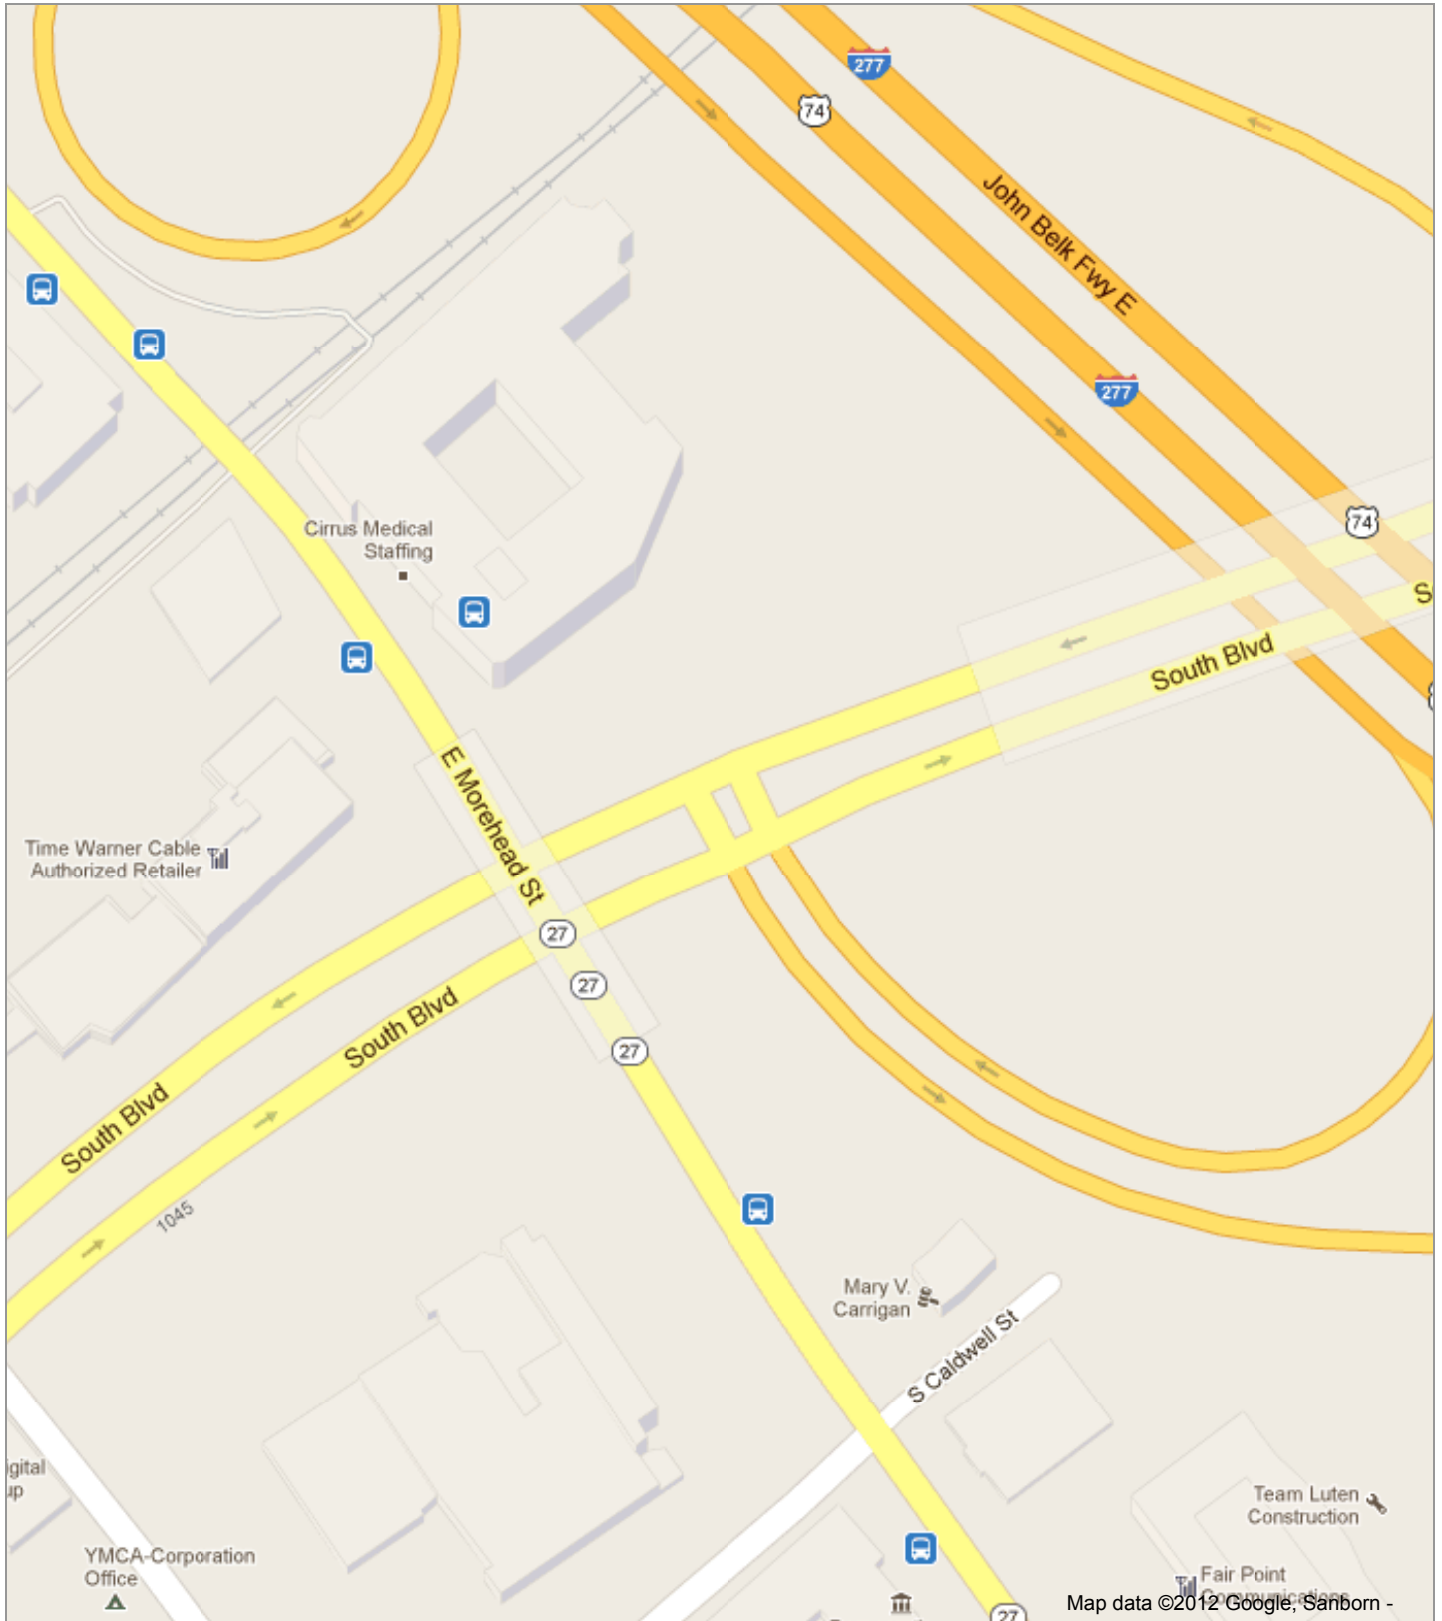 277
74
John Belk Fwy E
277
74
Cirrus Medical
Staffing
South Blvd
E Morehead St
Time Warner Cable
Authorized Retailer
27
27
South Blvd
27
South Blvd
1045
Mary V.
Carrigan
S Caldwell St
Team Luten
Construction
YMCA-Corporation
Office
Fair Point
Communications
27
Map data ©2012 Google, Sanborn -